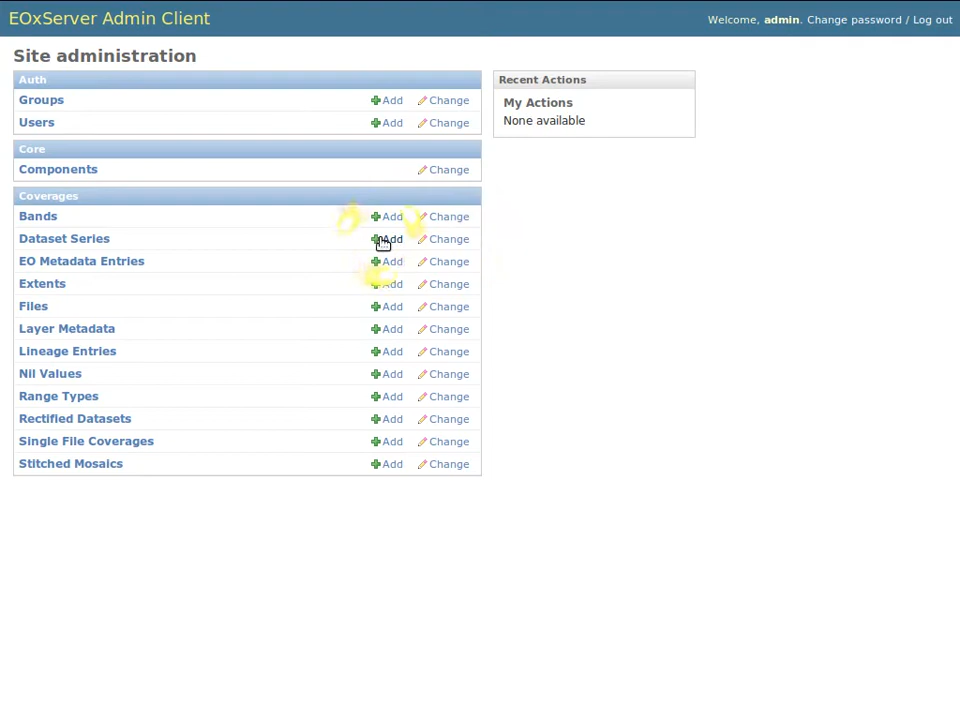 EOxServer Admin Client
Welcome, admin. Change password / Log out
Site administration
Auth
Groups Add Change
Users Add Change
Core
Components Change
Coverages
Bands Add Change
Dataset Series Add Change
EO Metadata Entries Add Change
Extents Add Change
Files Add Change
Layer Metadata Add Change
Lineage Entries Add Change
Nil Values Add Change
Range Types Add Change
Rectified Datasets Add Change
Single File Coverages Add Change
Stitched Mosaics Add Change
Recent Actions
My Actions
None available